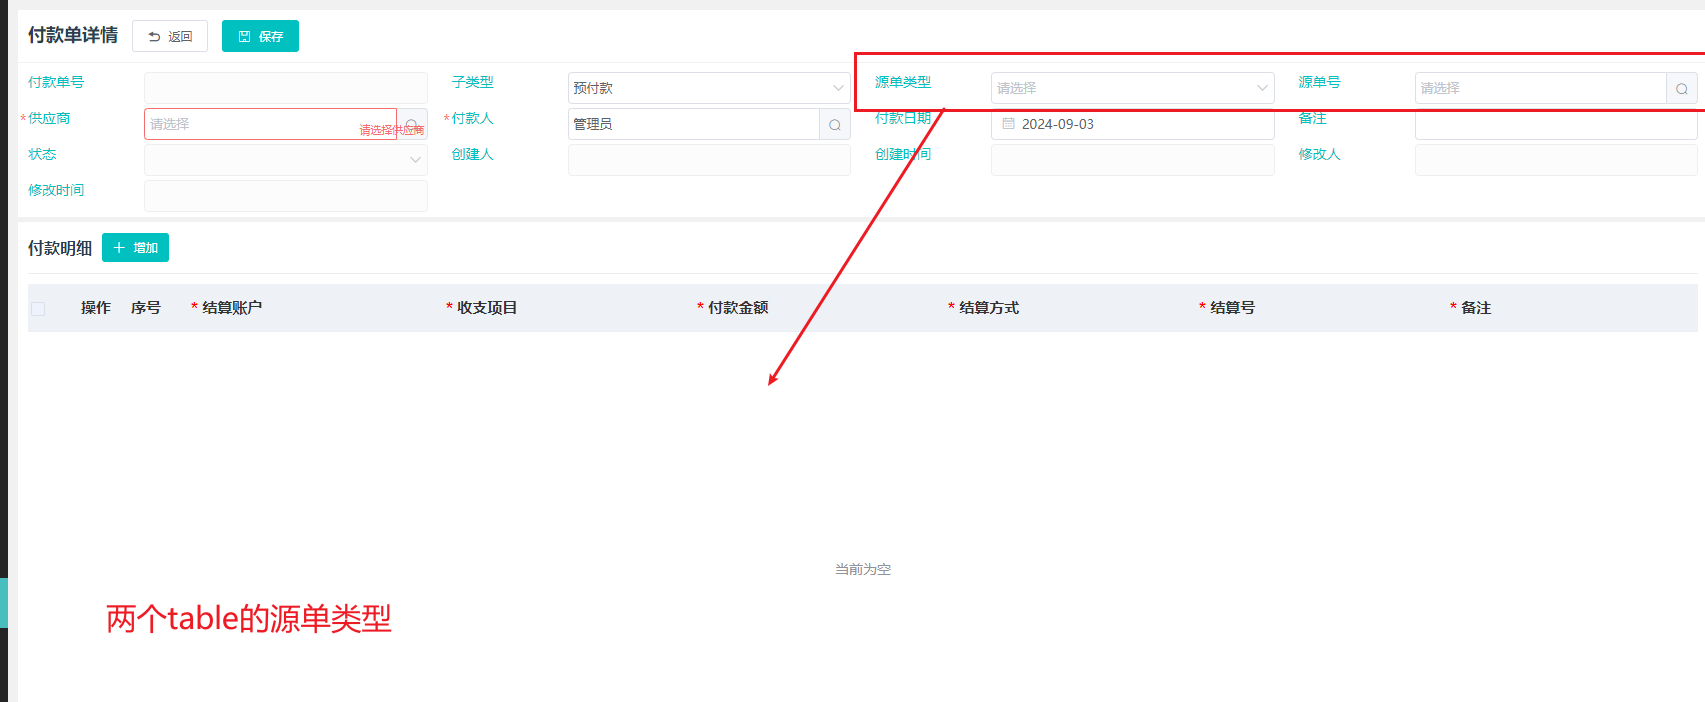 付款单详情 返回 保存
付款单号 子类型 预付款 源单类型 请选择 源单号 请选择
*供应商 请选择 请选择供应商 *付款人 管理员 付款日期 2024-09-03 备注
状态 创建人 创建时间 修改人
修改时间
付款明细 增加
操作 序号 * 结算账户 * 收支项目 * 付款金额 * 结算方式 * 结算号 * 备注
当前为空
两个table的源单类型